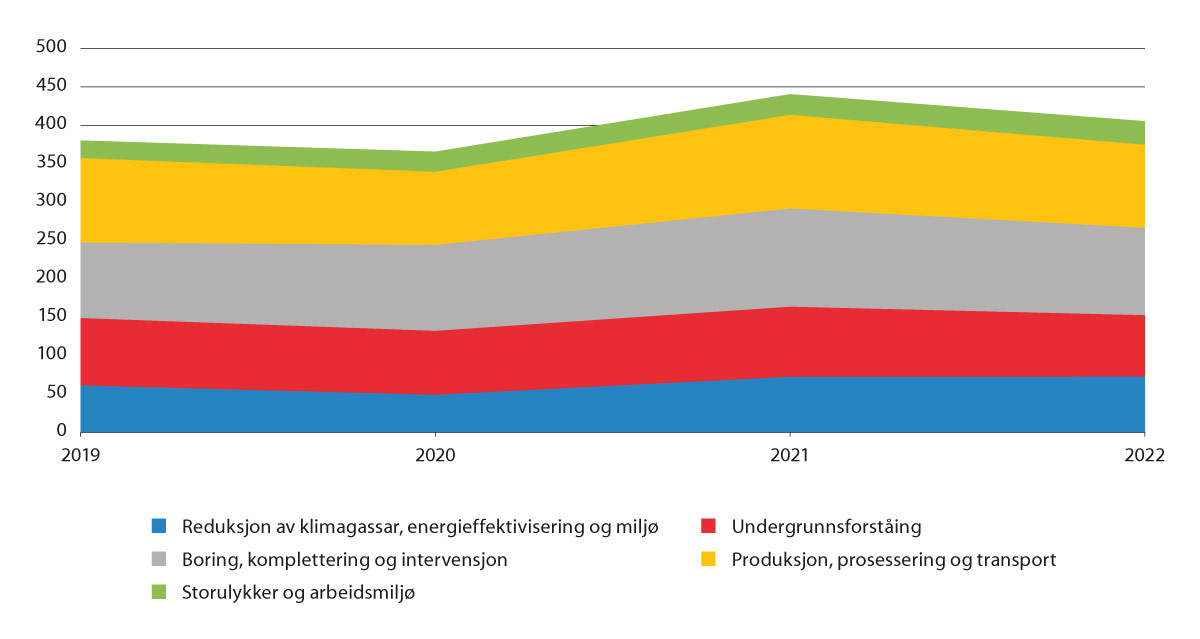 500
450
400
350
300
250
200
150
100
50
0
2019 2020 2021 2022
Reduksjon av klimagassar, energieffektivisering og miljø Undergrunnsforståing
Boring, komplettering og intervensjon Produksjon, prosessering og transport
Storulykker og arbeidsmiljø